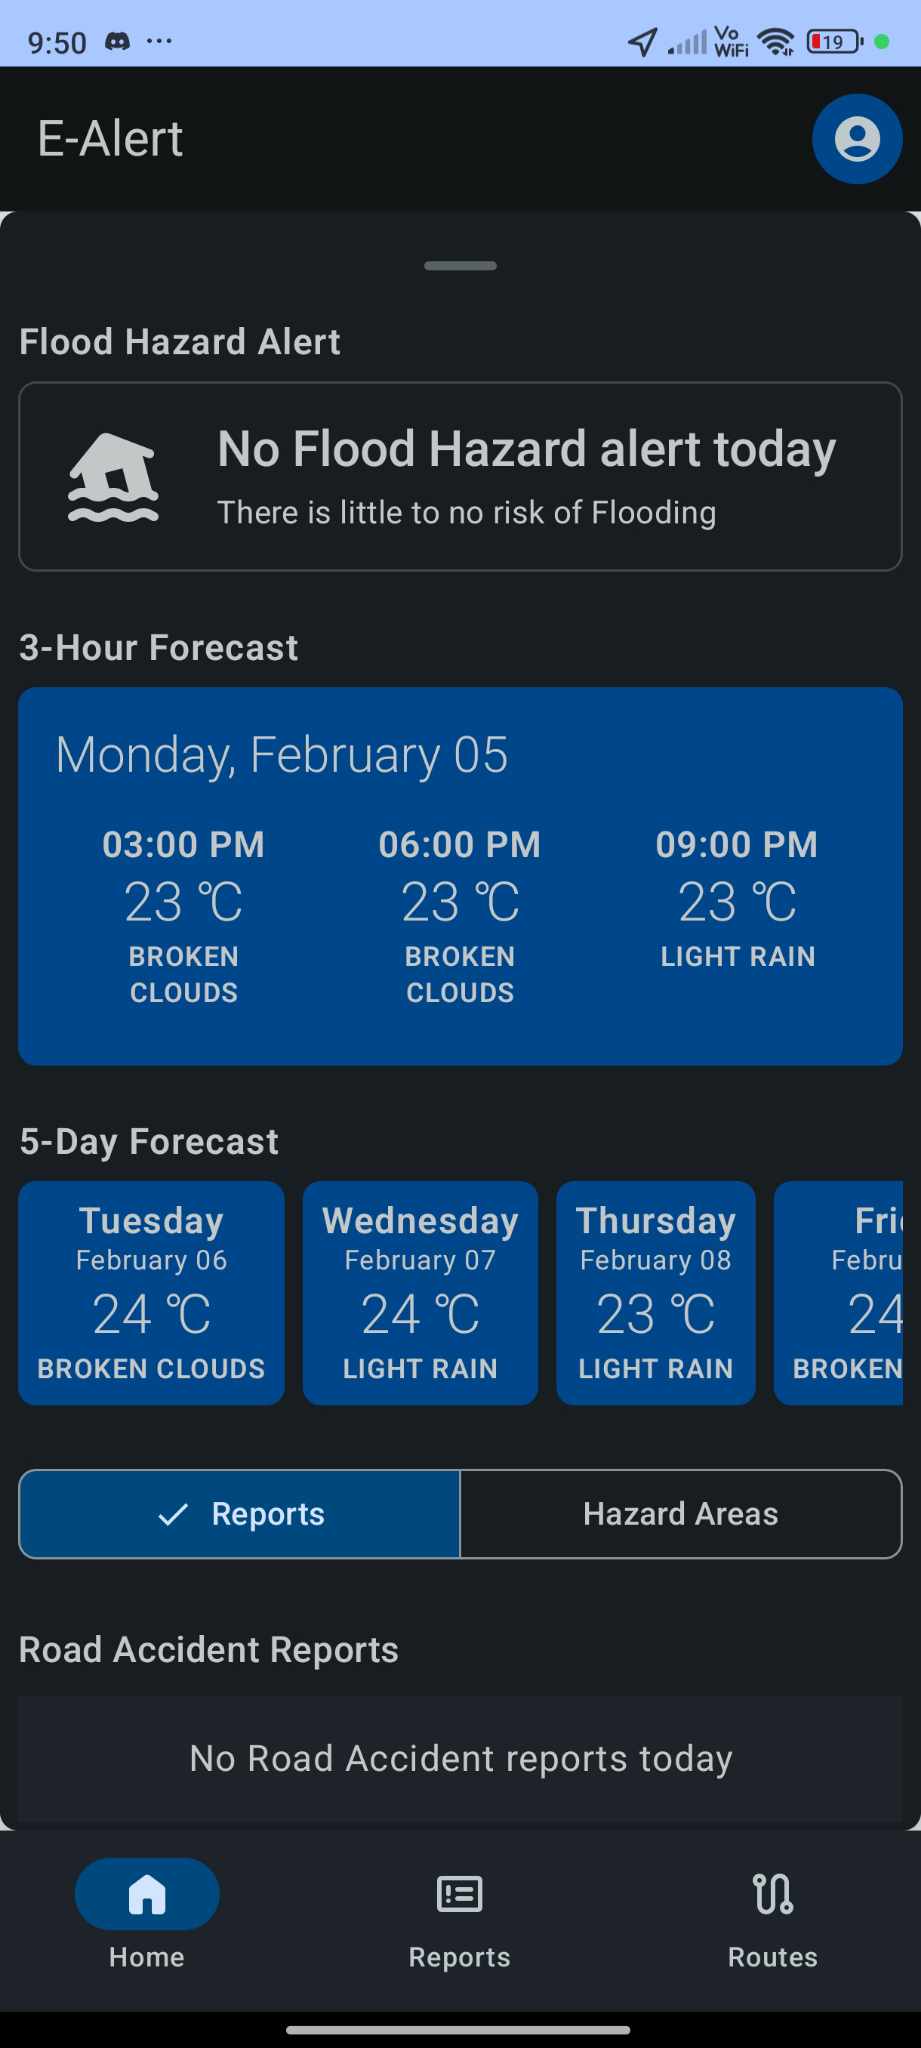 9:50 ... Vo WiFi 19
E-Alert
Flood Hazard Alert
No Flood Hazard alert today
There is little to no risk of Flooding
3-Hour Forecast
Monday, February 05
03:00 PM 06:00 PM 09:00 PM
23 °C 23 °C 23 °C
BROKEN BROKEN LIGHT RAIN
CLOUDS CLOUDS
5-Day Forecast
Tuesday Wednesday Thursday Fri
February 06 February 07 February 08 Febru
24 °C 24 °C 23 °C 24
BROKEN CLOUDS LIGHT RAIN LIGHT RAIN BROKEN
Reports Hazard Areas
Road Accident Reports
No Road Accident reports today
Home Reports Routes